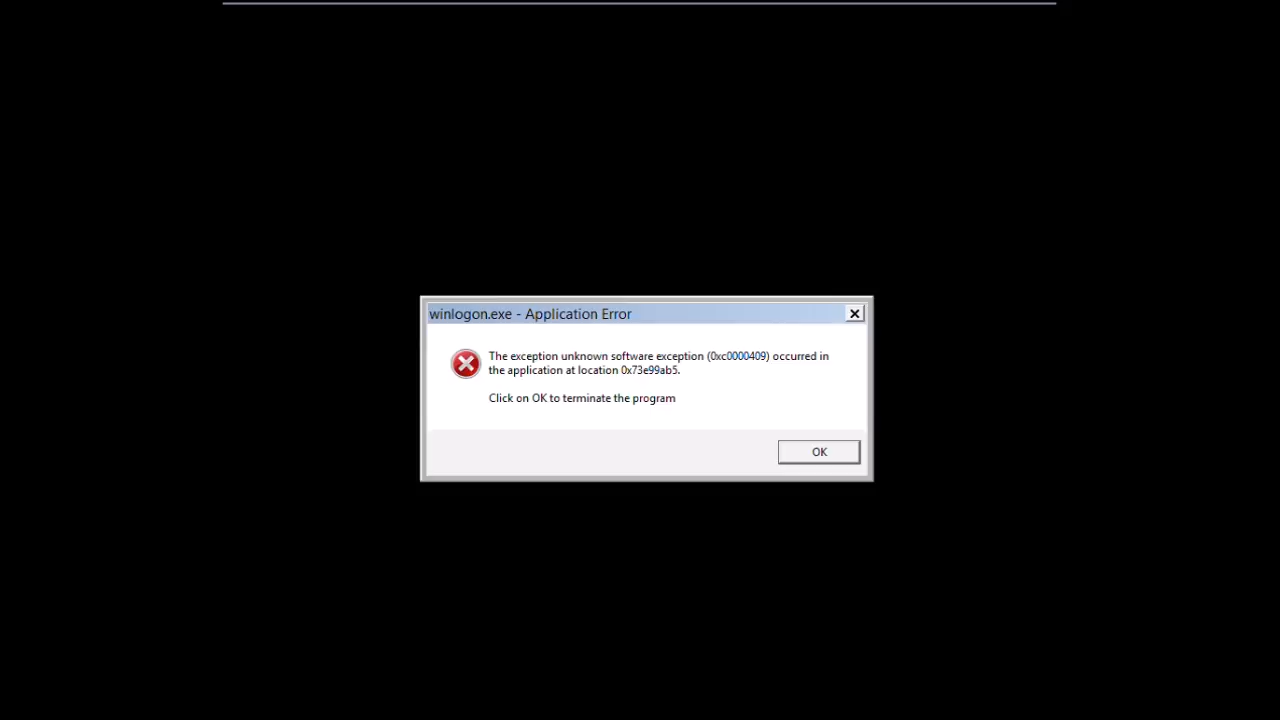 winlogon.exe - Application Error
The exception unknown software exception (0xc0000409) occurred in
the application at location 0x73e99ab5.
Click on OK to terminate the program
OK